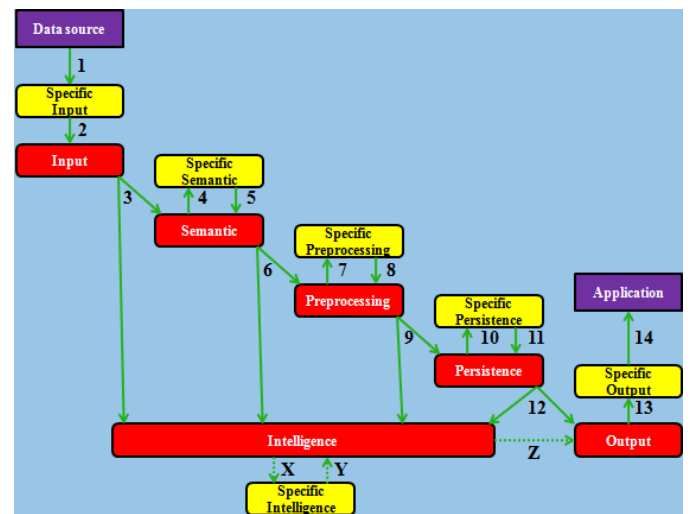 Data source
1
Specific
Input
2
Input
3
Specific
Semantic
4
5
Semantic
6
Specific
Preprocessing
7
8
Preprocessing
9
Specific
Persistence
10
11
Persistence
12
Application
14
Specific
Output
13
Intelligence
Z
Output
X
Y
Specific
Intelligence